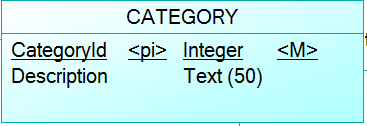 CATEGORY
CategoryId <pi> Integer <M>
Description Text (50)